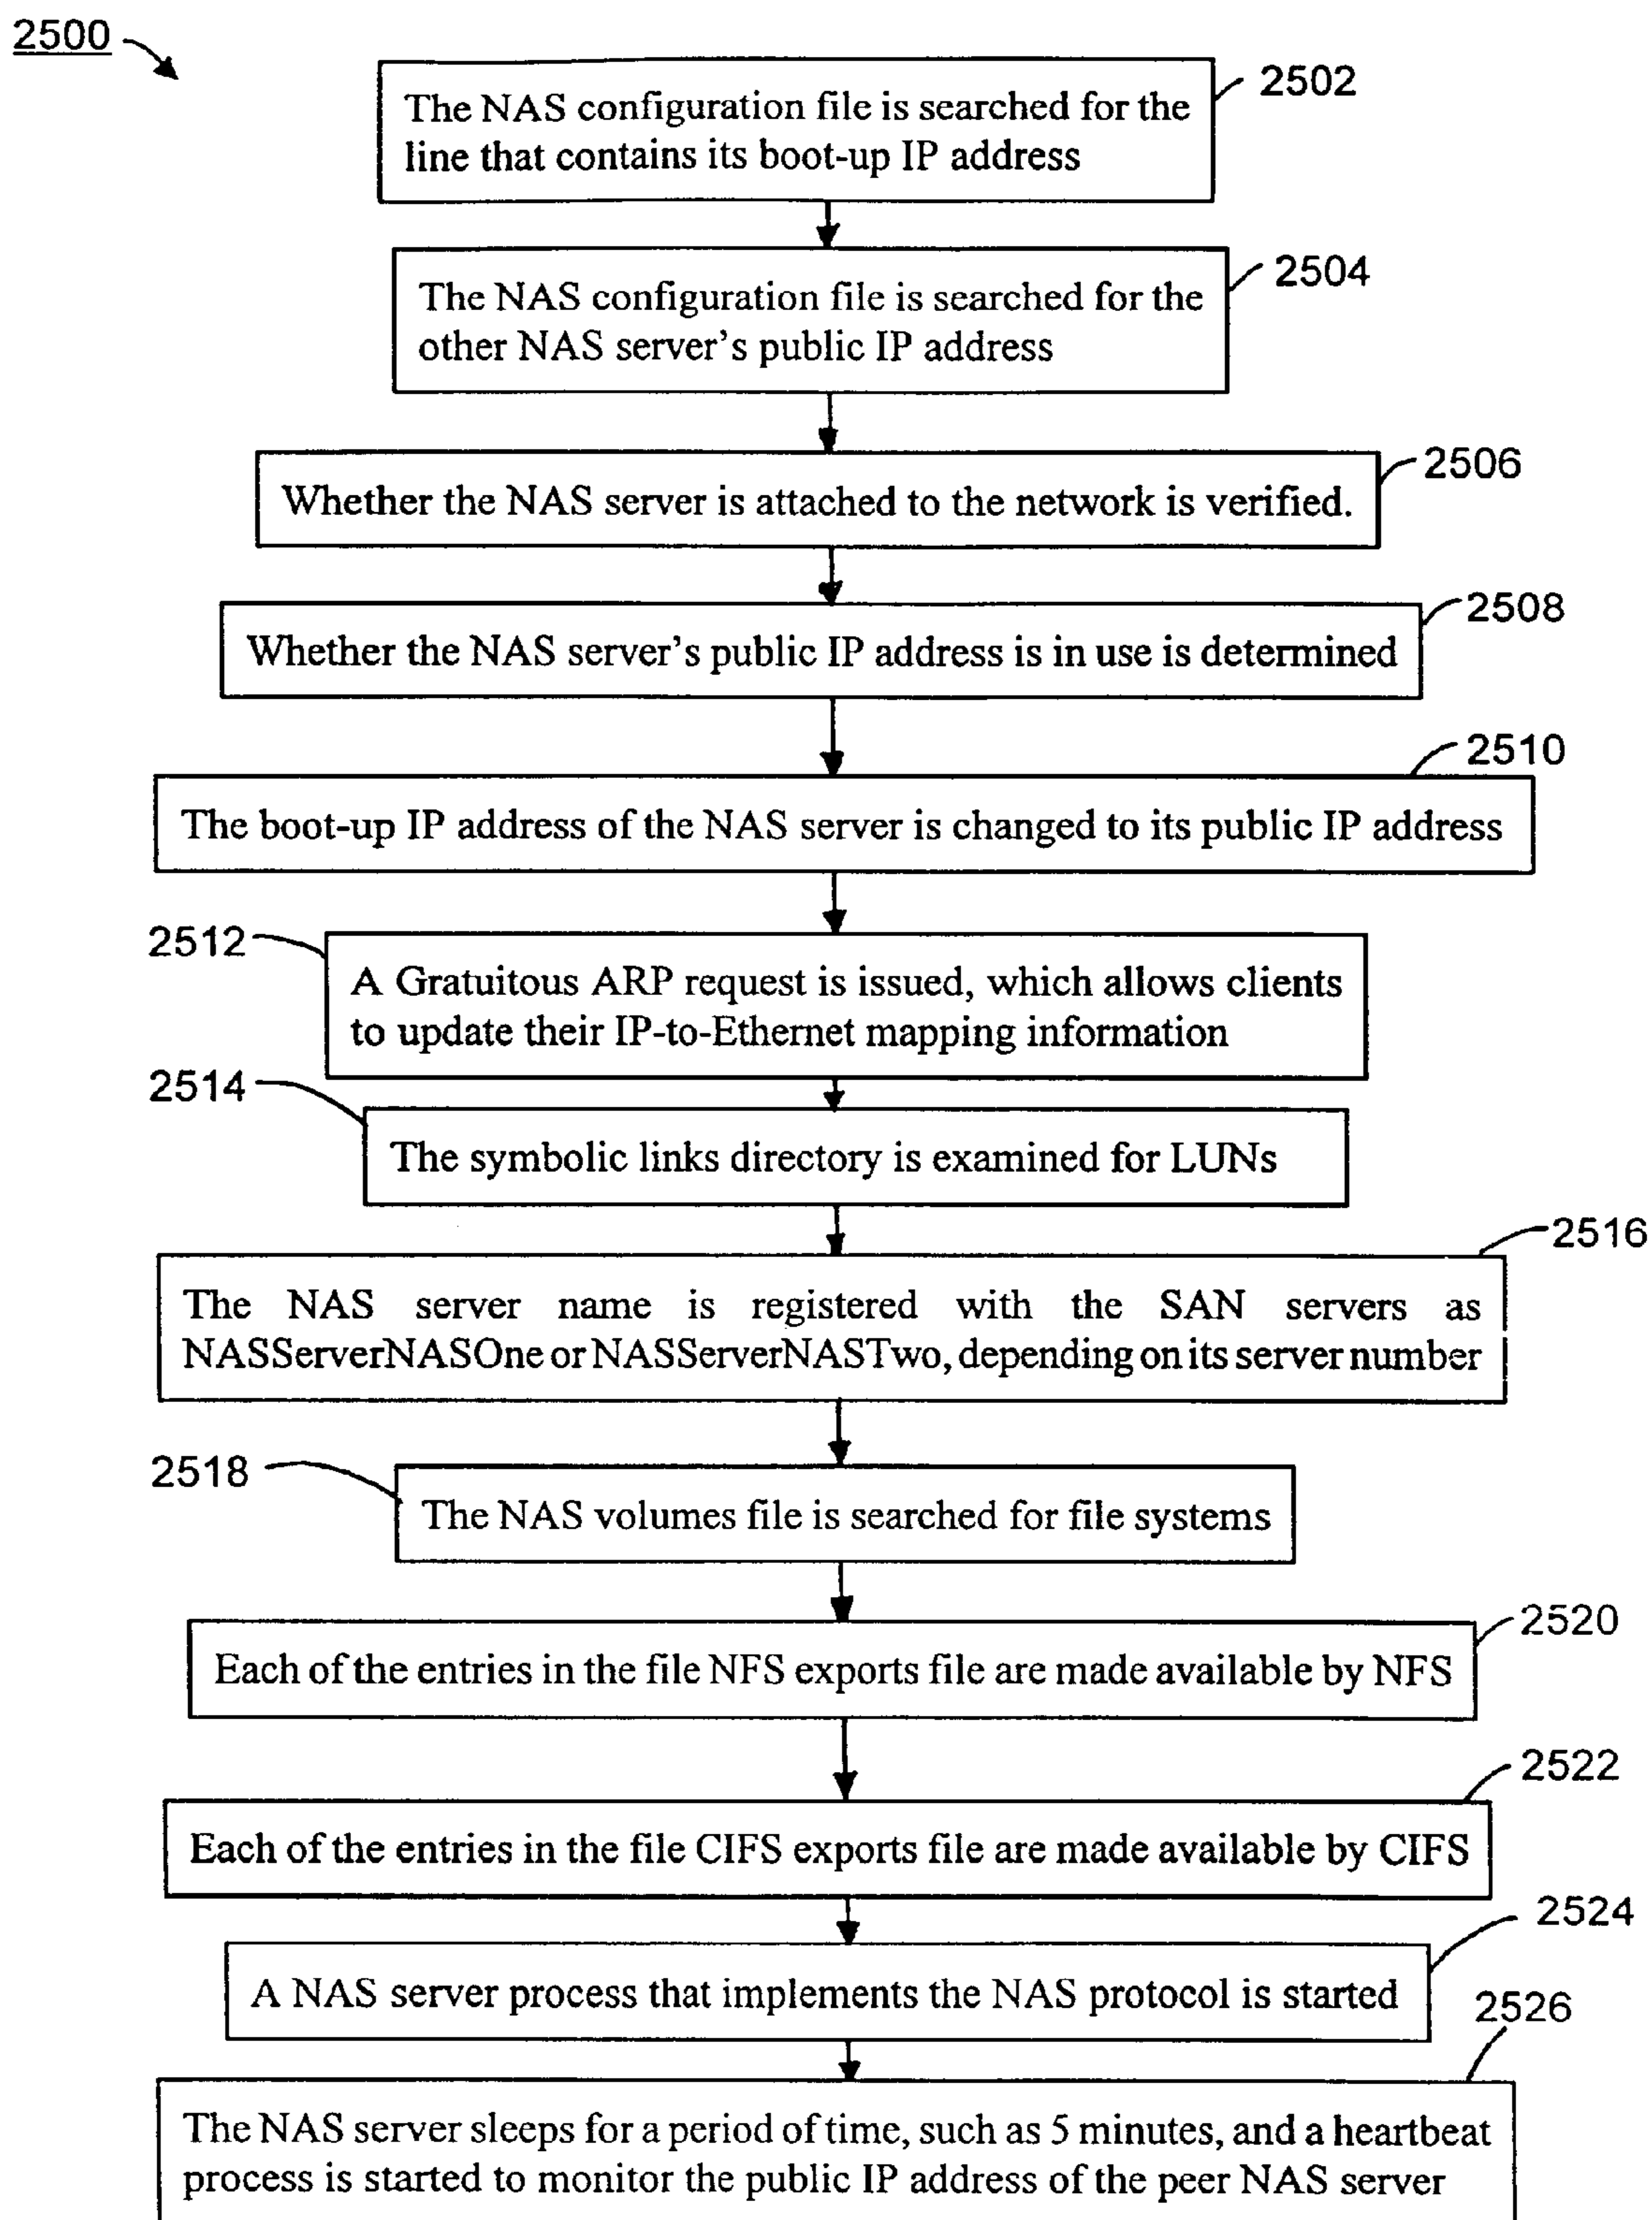 2500
2502
The NAS configuration file is searched for the
line that contains its boot-up IP address
2504
The NAS configuration file is searched for the
other NAS server's public IP address
2506
Whether the NAS server is attached to the network is verified.
2508
Whether the NAS server's public IP address is in use is determined
2510
The boot-up IP address of the NAS server is changed to its public IP address
2512
A Gratuitous ARP request is issued, which allows clients
to update their IP-to-Ethernet mapping information
2514
The symbolic links directory is examined for LUNs
2516
The NAS server name is registered with the SAN servers as
NASServerNASOne or NASServerNASTwo, depending on its server number
2518
The NAS volumes file is searched for file systems
2520
Each of the entries in the file NFS exports file are made available by NFS
2522
Each of the entries in the file CIFS exports file are made available by CIFS
2524
A NAS server process that implements the NAS protocol is started
2526
The NAS server sleeps for a period of time, such as 5 minutes, and a heartbeat
process is started to monitor the public IP address of the peer NAS server